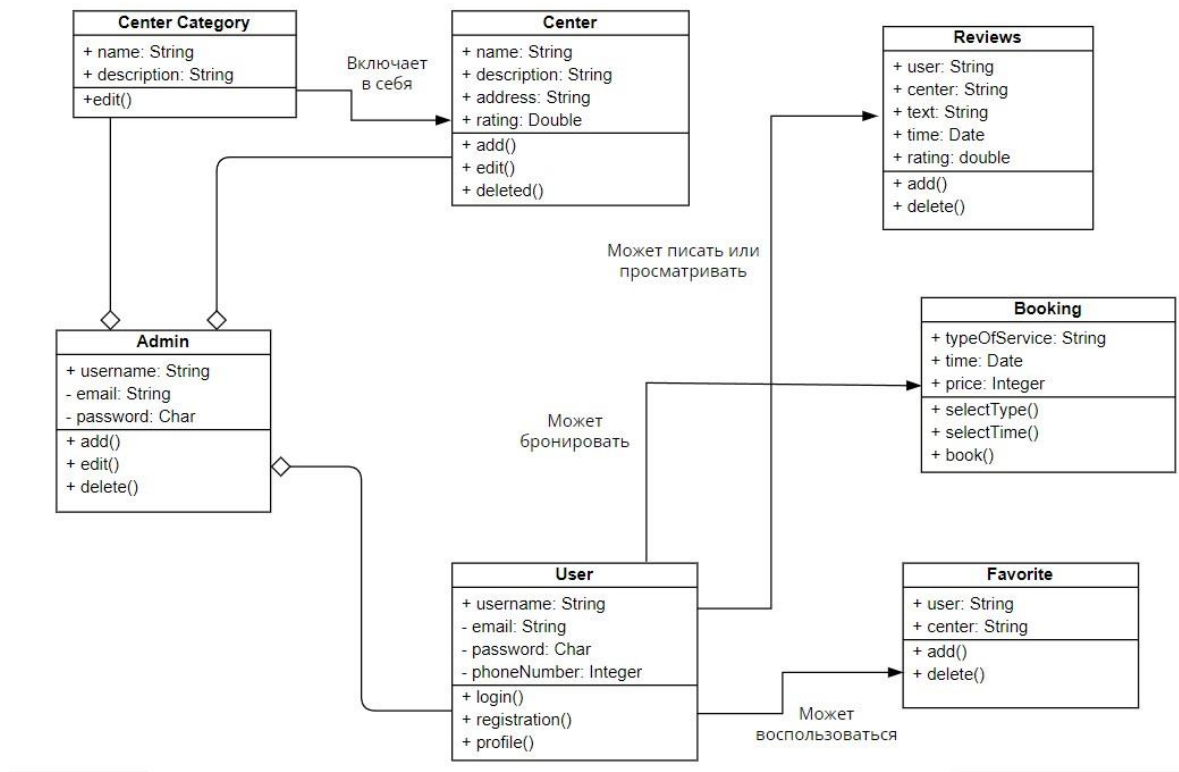 Center Category
+ name: String
+ description: String
+edit()
Включает
в себя
Center
+ name: String
+ description: String
+ address: String
+ rating: Double
+ add()
+ edit()
+ deleted()
Reviews
+ user: String
+ center: String
+ text: String
+ time: Date
+ rating: double
+ add()
+ delete()
Может писать или
просматривать
Admin
+ username: String
- email: String
- password: Char
+ add()
+ edit()
+ delete()
Booking
+ typeOfService: String
+ time: Date
+ price: Integer
+ selectType()
+ selectTime()
+ book()
Может
бронировать
User
+ username: String
- email: String
- password: Char
- phoneNumber: Integer
+ login()
+ registration()
+ profile()
Favorite
+ user: String
+ center: String
+ add()
+ delete()
Может
воспользоваться